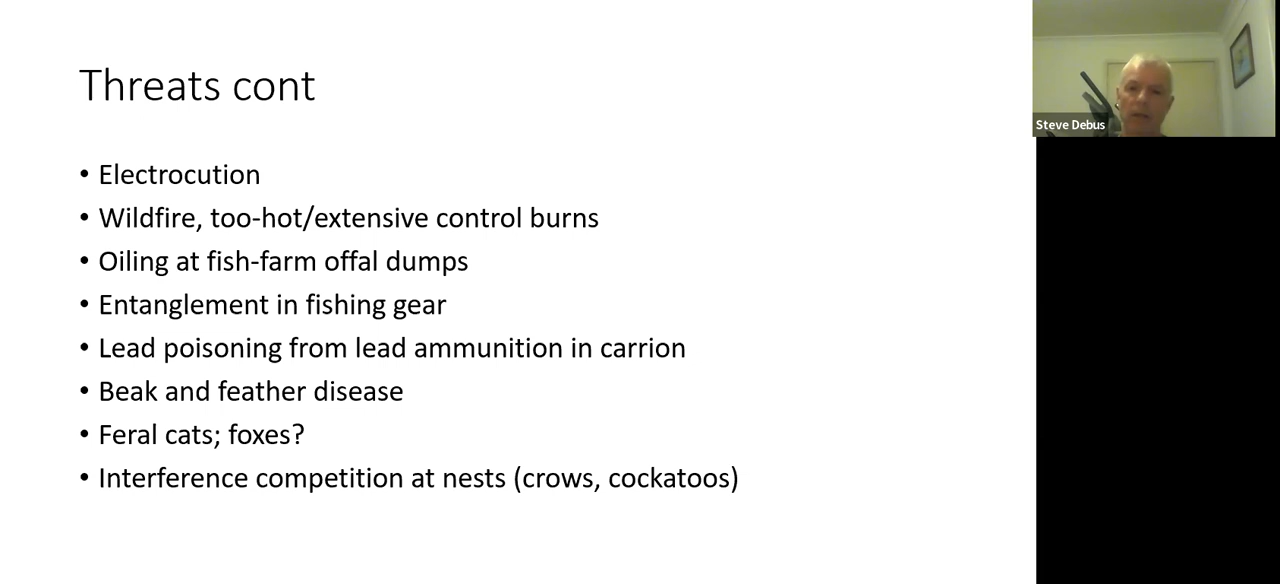 Threats cont
• Electrocution
• Wildfire, too-hot/extensive control burns
• Oiling at fish-farm offal dumps
• Entanglement in fishing gear
• Lead poisoning from lead ammunition in carrion
• Beak and feather disease
• Feral cats; foxes?
• Interference competition at nests (crows, cockatoos)
Steve Debus